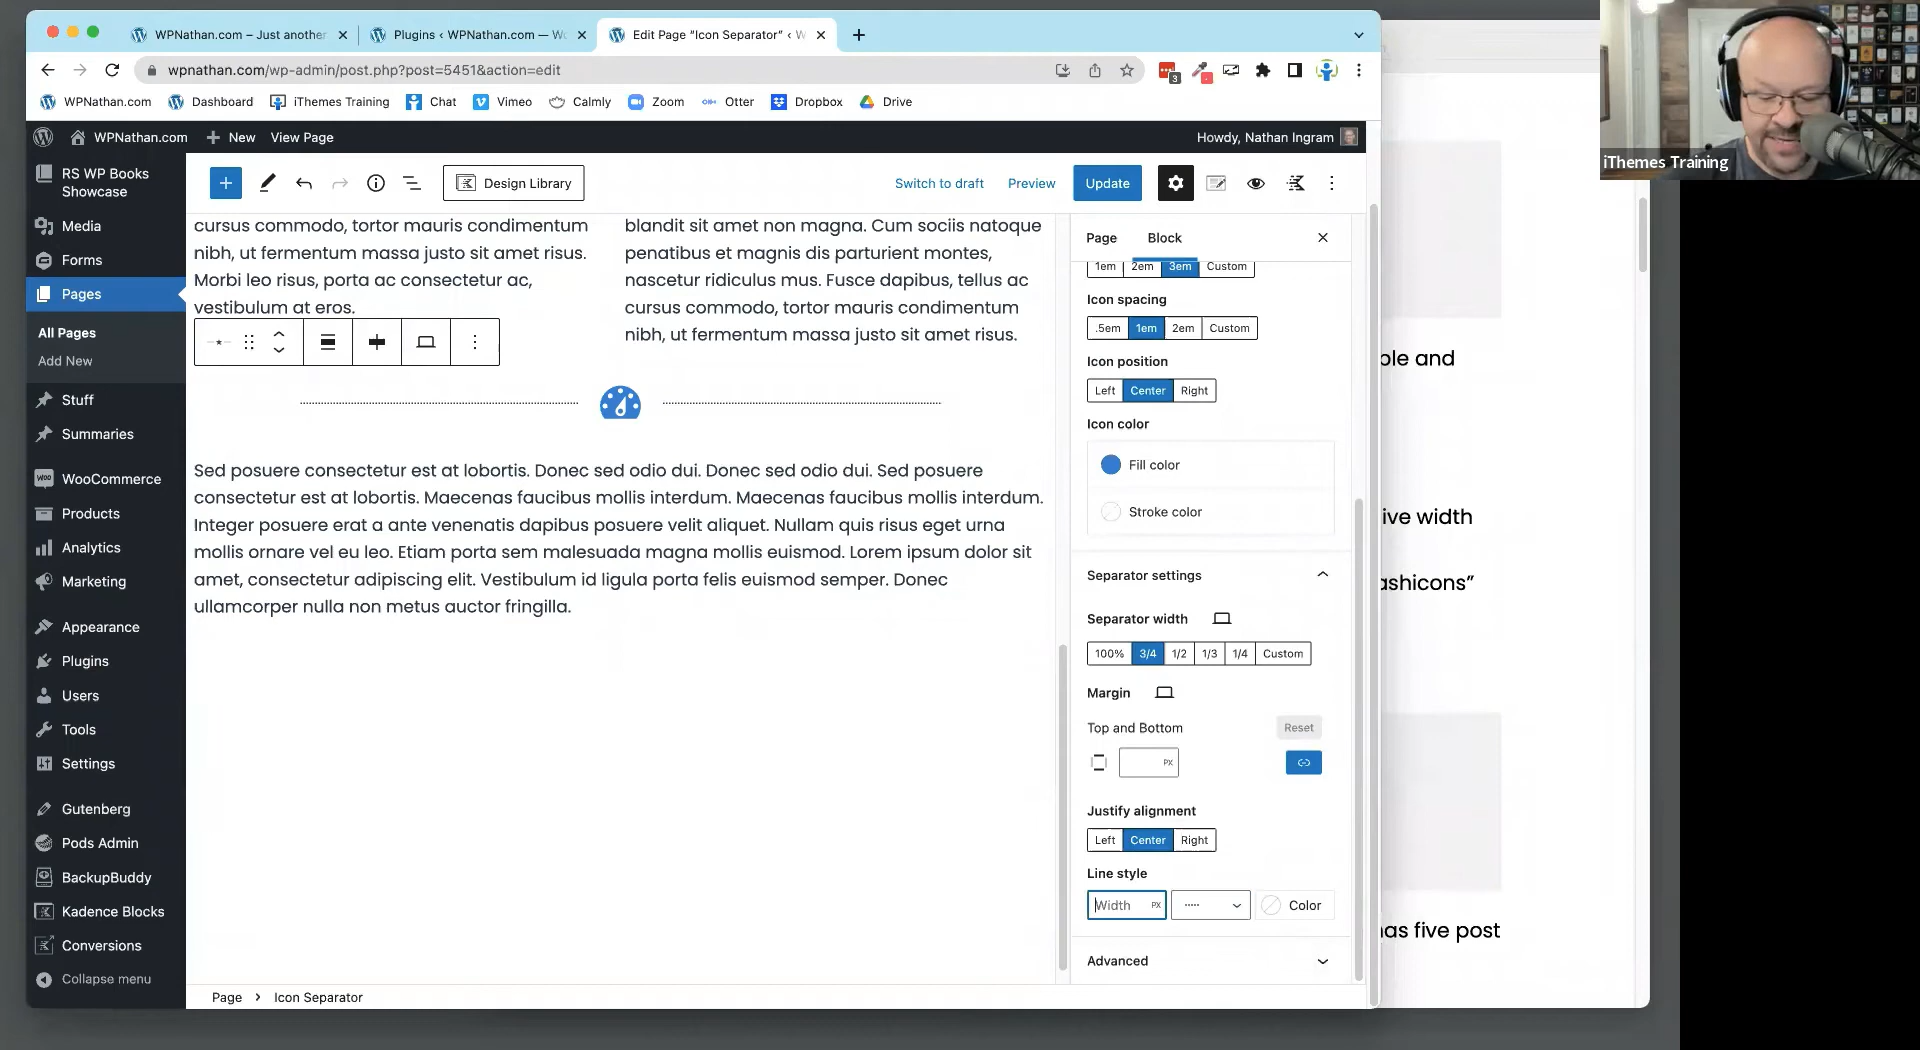 WPNathan.com – Just another
Plugins ‹ WPNathan.com — W
Edit Page “Icon Separator” ‹ W
wpnathan.com/wp-admin/post.php?post=5451&action=edit
3
WPNathan.com
Dashboard
iThemes Training
Chat
Vimeo
Calmly
Zoom
Otter
Dropbox
Drive
WPNathan.com
New
View Page
Howdy, Nathan Ingram
iThemes Training
RS WP Books
Showcase
Media
Forms
Pages
All Pages
Add New
Stuff
Summaries
WooCommerce
Products
Analytics
Marketing
Appearance
Plugins
Users
Tools
Settings
Gutenberg
Pods Admin
BackupBuddy
Kadence Blocks
Conversions
Collapse menu
Design Library
Switch to draft
Preview
Update
cursus commodo, tortor mauris condimentum
nibh, ut fermentum massa justo sit amet risus.
Morbi leo risus, porta ac consectetur ac,
vestibulum at eros.
blandit sit amet non magna. Cum sociis natoque
penatibus et magnis dis parturient montes,
nascetur ridiculus mus. Fusce dapibus, tellus ac
cursus commodo, tortor mauris condimentum
nibh, ut fermentum massa justo sit amet risus.
Sed posuere consectetur est at lobortis. Donec sed odio dui. Donec sed odio dui. Sed posuere
consectetur est at lobortis. Maecenas faucibus mollis interdum. Maecenas faucibus mollis interdum.
Integer posuere erat a ante venenatis dapibus posuere velit aliquet. Nullam quis risus eget urna
mollis ornare vel eu leo. Etiam porta sem malesuada magna mollis euismod. Lorem ipsum dolor sit
amet, consectetur adipiscing elit. Vestibulum id ligula porta felis euismod semper. Donec
ullamcorper nulla non metus auctor fringilla.
Page
Block
1em 2em 3em Custom
Icon spacing
.5em 1em 2em Custom
Icon position
Left Center Right
Icon color
Fill color
Stroke color
Separator settings
Separator width
100% 3/4 1/2 1/3 1/4 Custom
Margin
Top and Bottom
Reset
PX
Justify alignment
Left Center Right
Line style
Width PX
Color
Advanced
Page
Icon Separator
ple and
ive width
ashicons”
as five post